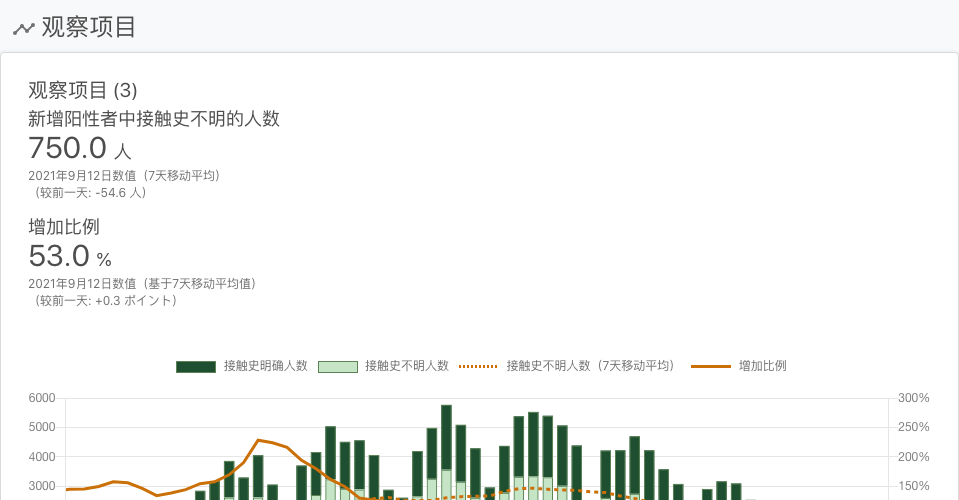 观察项目
观察项目 (3)
新增阳性者中接触史不明的人数
750.0 人
2021年9月12日数值（7天移动平均）
（较前一天: -54.6 人）
增加比例
53.0 %
2021年9月12日数值（基于7天移动平均值）
（较前一天: +0.3 ポイント）
接触史明确人数 接触史不明人数 接触史不明人数（7天移动平均） 增加比例
6000 300%
5000 250%
4000 200%
3000 150%